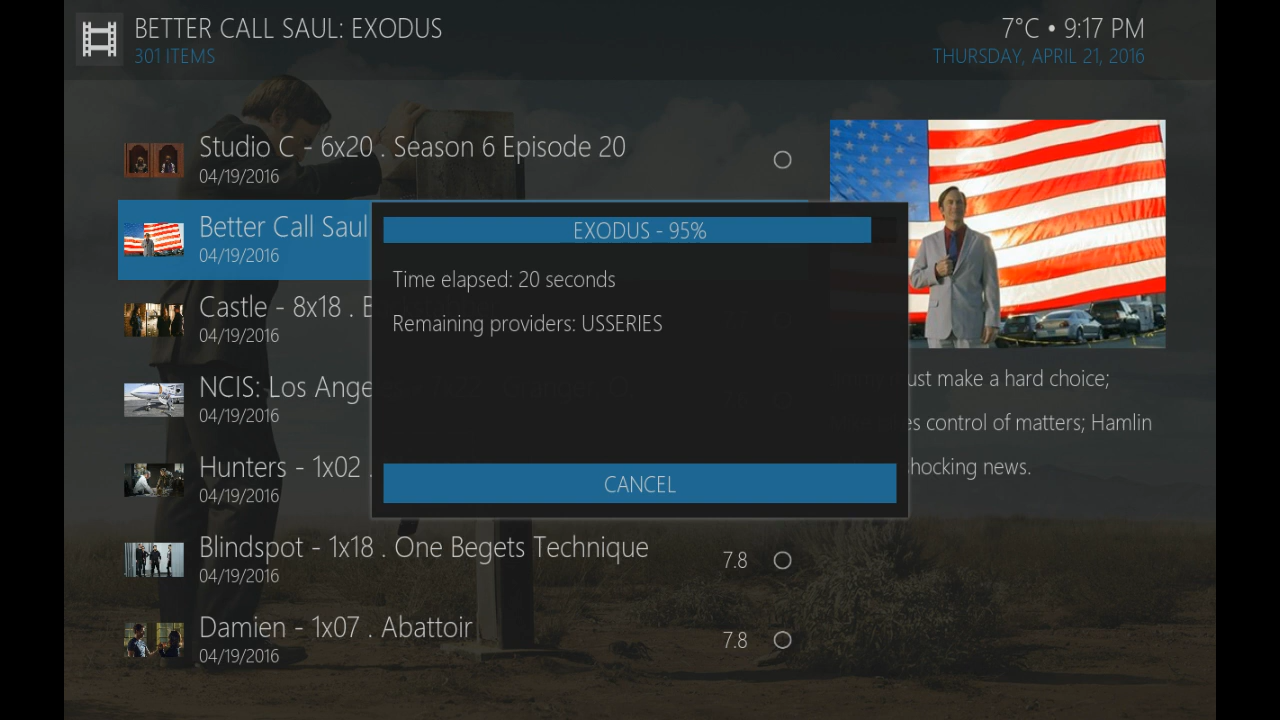 BETTER CALL SAUL: EXODUS
301 ITEMS
7°C • 9:17 PM
THURSDAY, APRIL 21, 2016
Studio C - 6x20 . Season 6 Episode 20
04/19/2016
Better Call Saul
04/19/2016
Castle - 8x18 .
04/19/2016
NCIS: Los Ange
04/19/2016
Hunters - 1x02 .
04/19/2016
Blindspot - 1x18 . One Begets Technique
7.8
04/19/2016
Damien - 1x07 . Abattoir
7.8
04/19/2016
EXODUS - 95%
Time elapsed: 20 seconds
Remaining providers: USSERIES
CANCEL
ust make a hard choice;
es control of matters; Hamlin
hocking news.